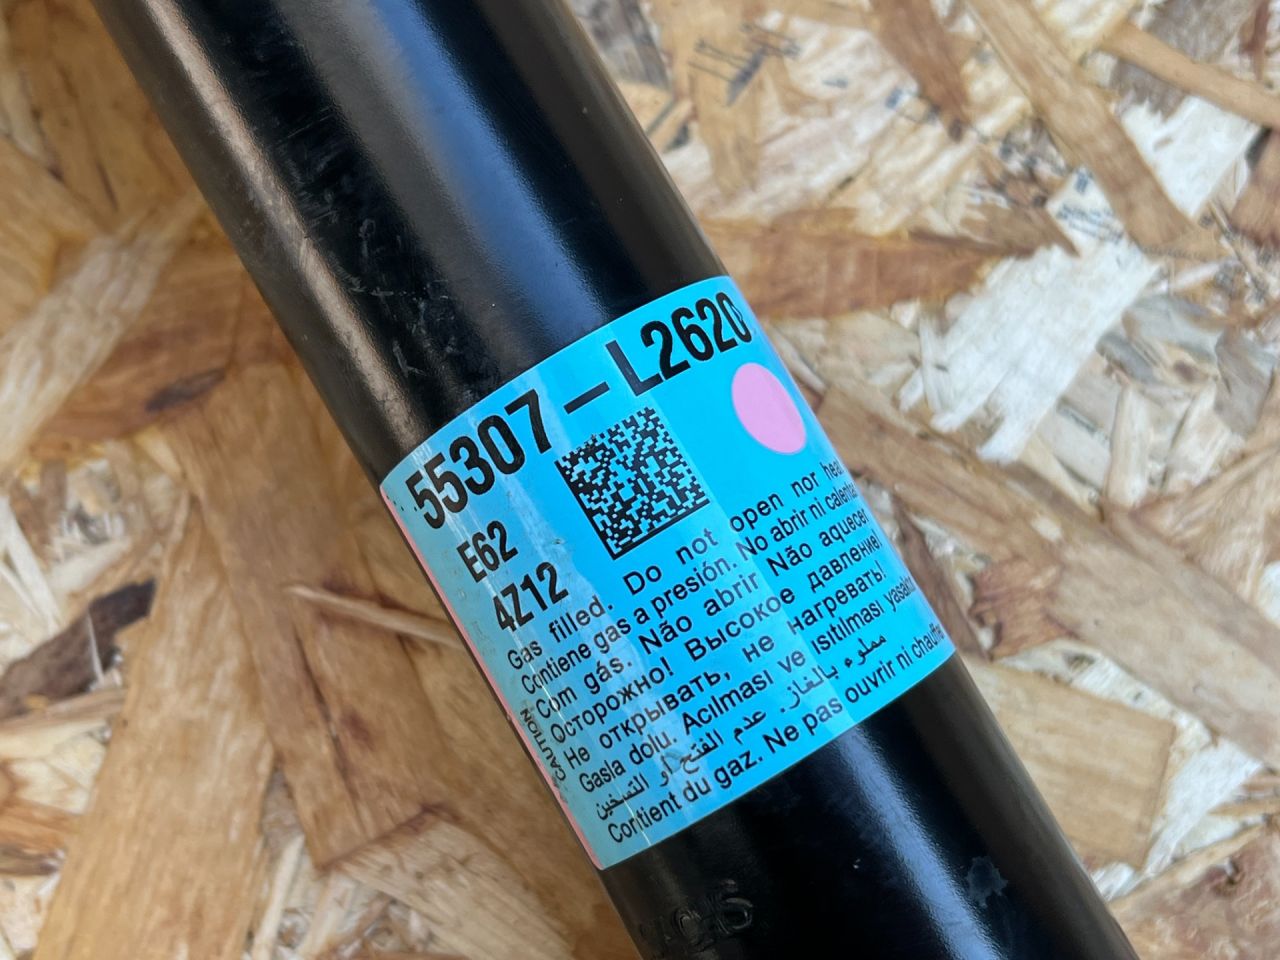 55307-L2620
E62
4Z12
Gas filled. Do not open nor heat
Contiene gas a presión. No abrir ni calentar
Com gás. Não abrir Não aquecer
Осторожно! Высокое давление!
Не открывать, не нагревать!
Gasla dolu. Acılması ve ısıtılması yasaktır
مملوء بالغاز. عدم الفتح او التسخين
Contient du gaz. Ne pas ouvrir ni chauffer
CAUTION